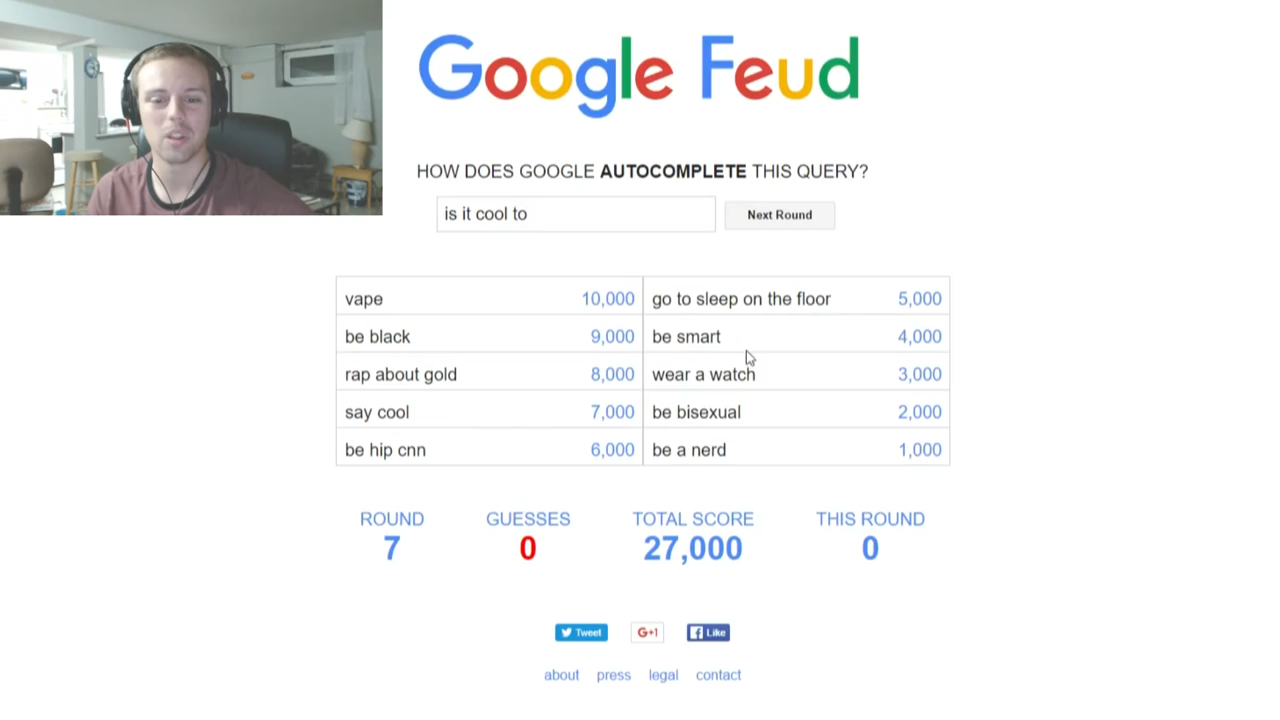 Google Feud
HOW DOES GOOGLE AUTOCOMPLETE THIS QUERY?
is it cool to
Next Round
vape 10,000 go to sleep on the floor 5,000
be black 9,000 be smart 4,000
rap about gold 8,000 wear a watch 3,000
say cool 7,000 be bisexual 2,000
be hip cnn 6,000 be a nerd 1,000
ROUND GUESSES TOTAL SCORE THIS ROUND
7 0 27,000 0
Tweet G+1 Like
about press legal contact